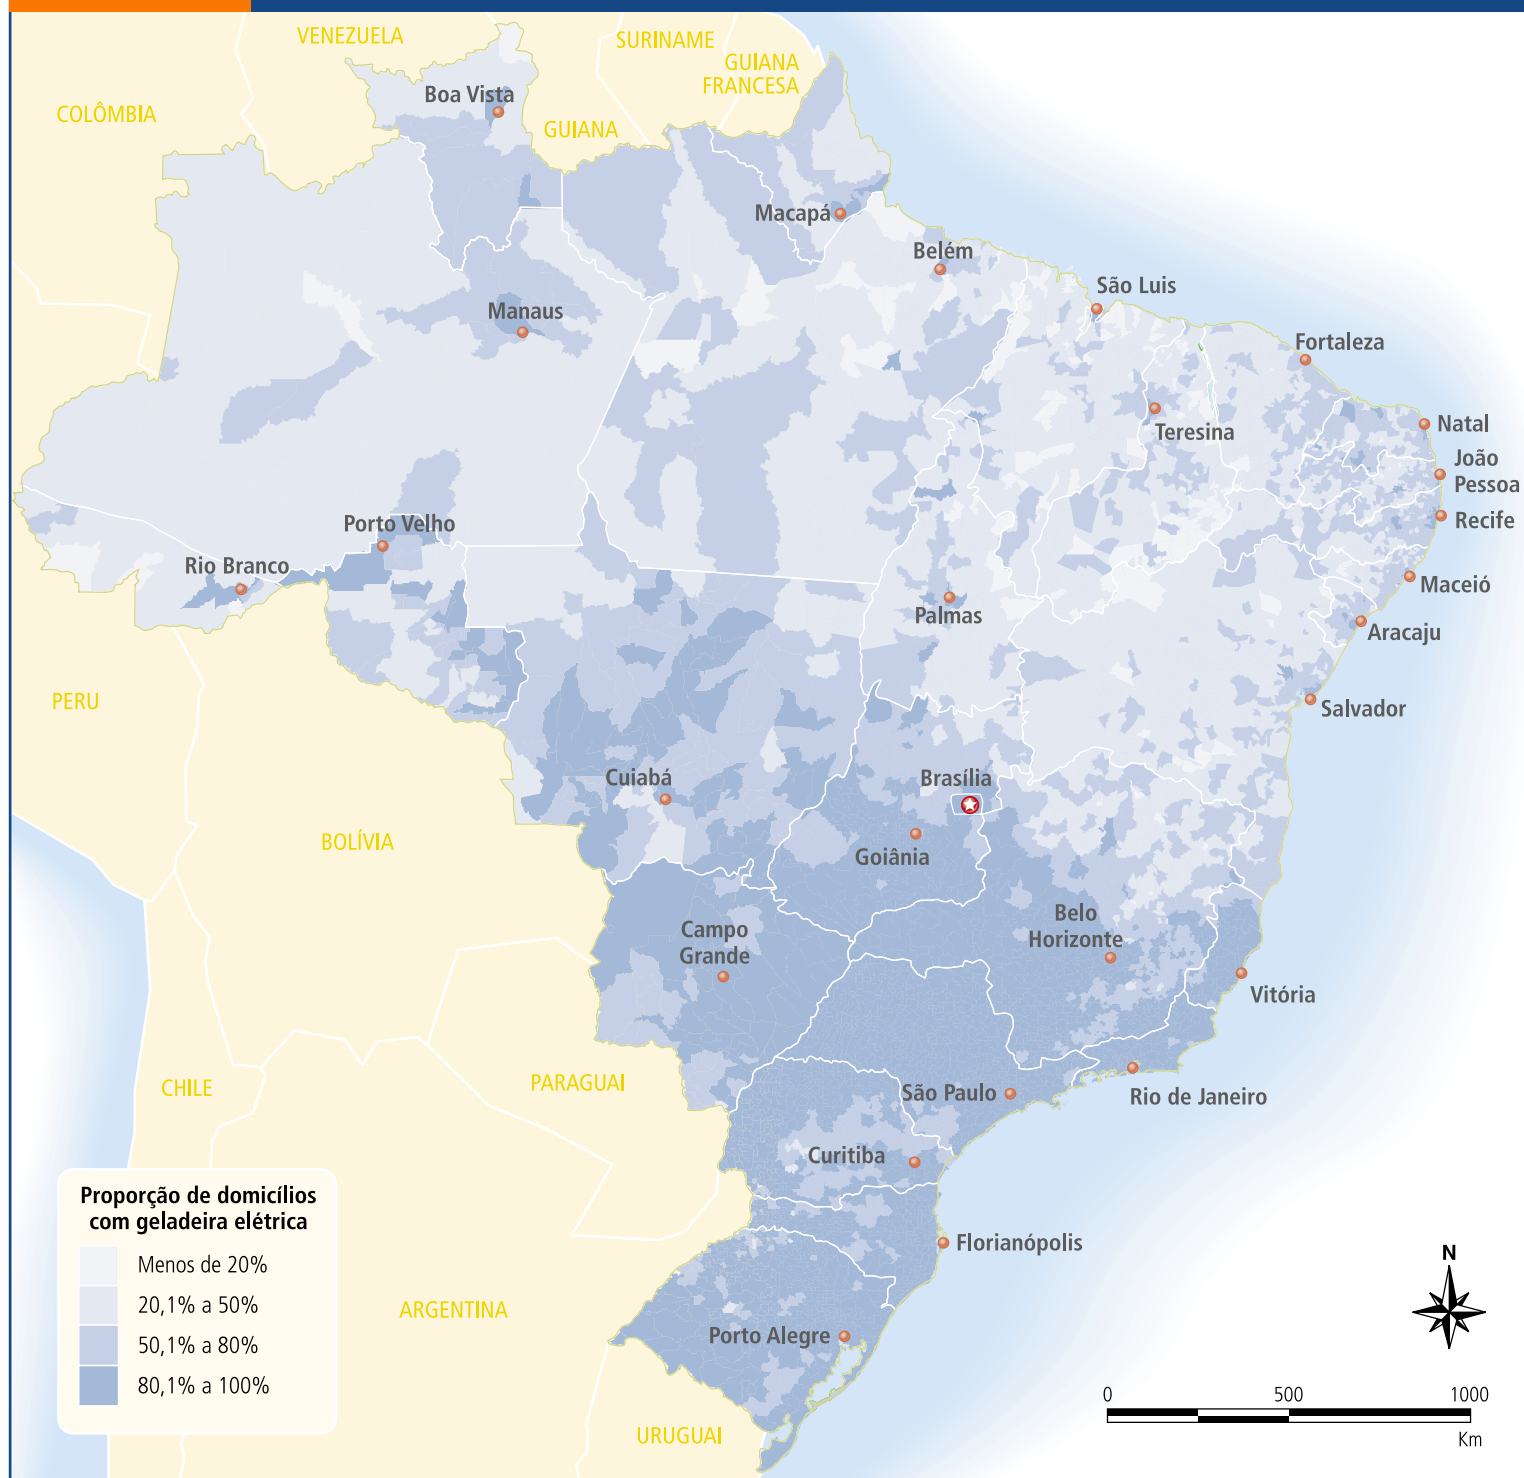 VENEZUELA
SURINAME
GUIANA
FRANCESA
COLÔMBIA
Boa Vista
GUIANA
Macapá
Belém
São Luis
Manaus
Fortaleza
Teresina
Natal
João
Pessoa
Recife
Porto Velho
Rio Branco
Maceió
Palmas
Aracaju
PERU
Salvador
Cuiabá
Brasília
BOLÍVIA
Goiânia
Belo
Horizonte
Campo
Grande
Vitória
CHILE
PARAGUAI
São Paulo
Rio de Janeiro
Curitiba
Florianópolis
ARGENTINA
Porto Alegre
URUGUAI
Proporção de domicílios
com geladeira elétrica
Menos de 20%
20,1% a 50%
50,1% a 80%
80,1% a 100%
N
0 500 1000
Km